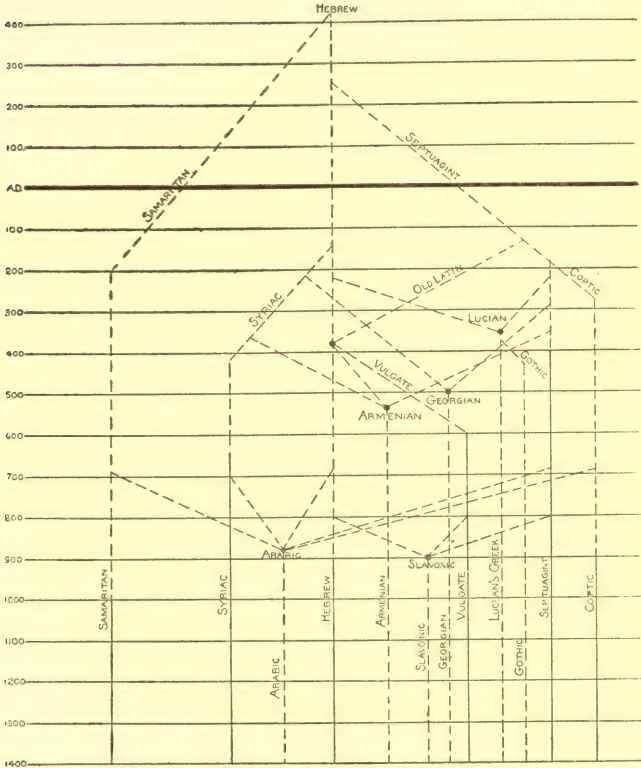 HEBREW
400
300
200
100
SEPTUAGINT
SAMARITAN
A.D.
100
200
OLD LATIN
COPTIC
SYRIAC
300
LUCIAN
400
VULGATE
GOTHIC
500
GEORGIAN
ARMENIAN
600
700
800
ARABIC
SLAVONIC
900
SAMARITAN
SYRIAC
HEBREW
ARMENIAN
VULGATE
LUCIAN'S GREEK
SEPTUAGINT
COPTIC
1000
SLAVONIC
GEORGIAN
GOTHIC
1100
ARABIC
1200
1300
1400